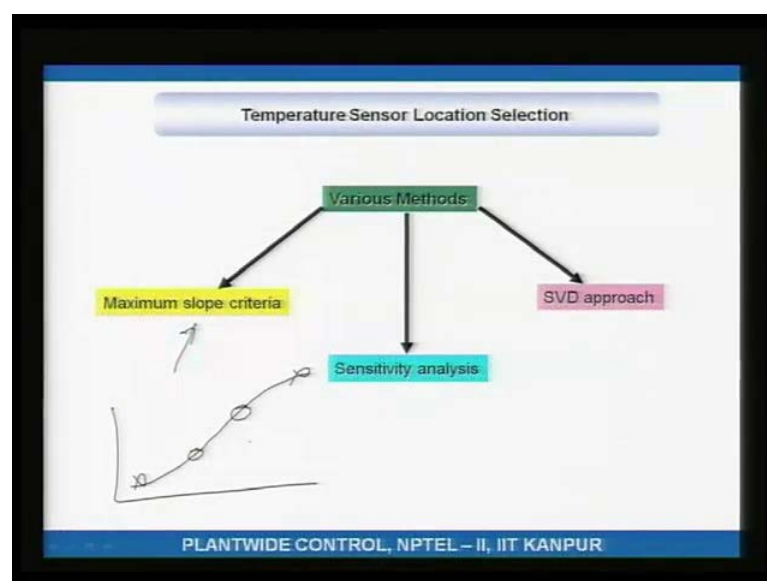 Temperature Sensor Location Selection
Various Methods
Maximum slope criteria
SVD approach
Sensitivity analysis
PLANTWIDE CONTROL, NPTEL – II, IIT KANPUR